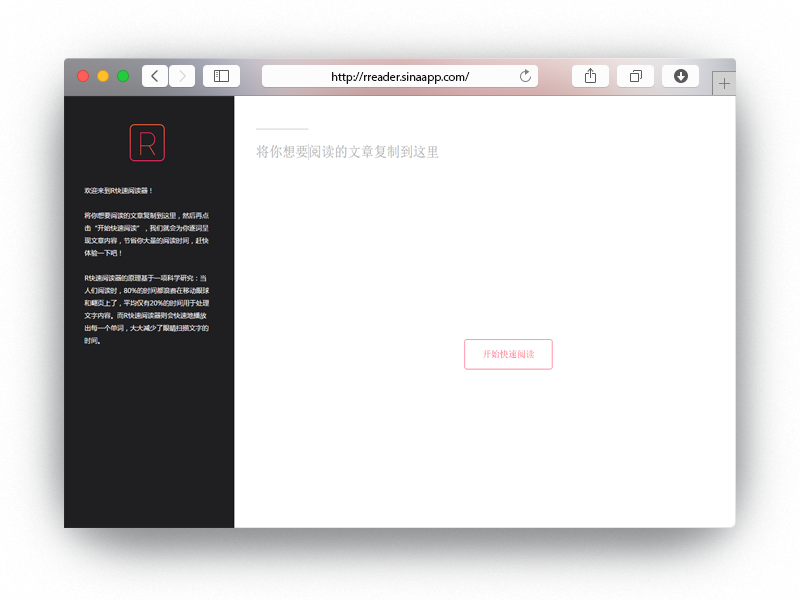 http://rreader.sinaapp.com/
R
欢迎来到R快速阅读器！
将你想要阅读的文章复制到这里，然后再点
击“开始快速阅读”，我们就会为你逐词呈
现文章内容，节省你大量的阅读时间，赶快
体验一下吧！
R快速阅读器的原理基于一项科学研究：当
人们阅读时，80%的时间都浪费在移动眼球
和翻页上了，平均仅有20%的时间用于处理
文字内容。而R快速阅读器则会快速地播放
出每一个单词，大大减少了眼睛扫描文字的
时间。
将你想要阅读的文章复制到这里
开始快速阅读